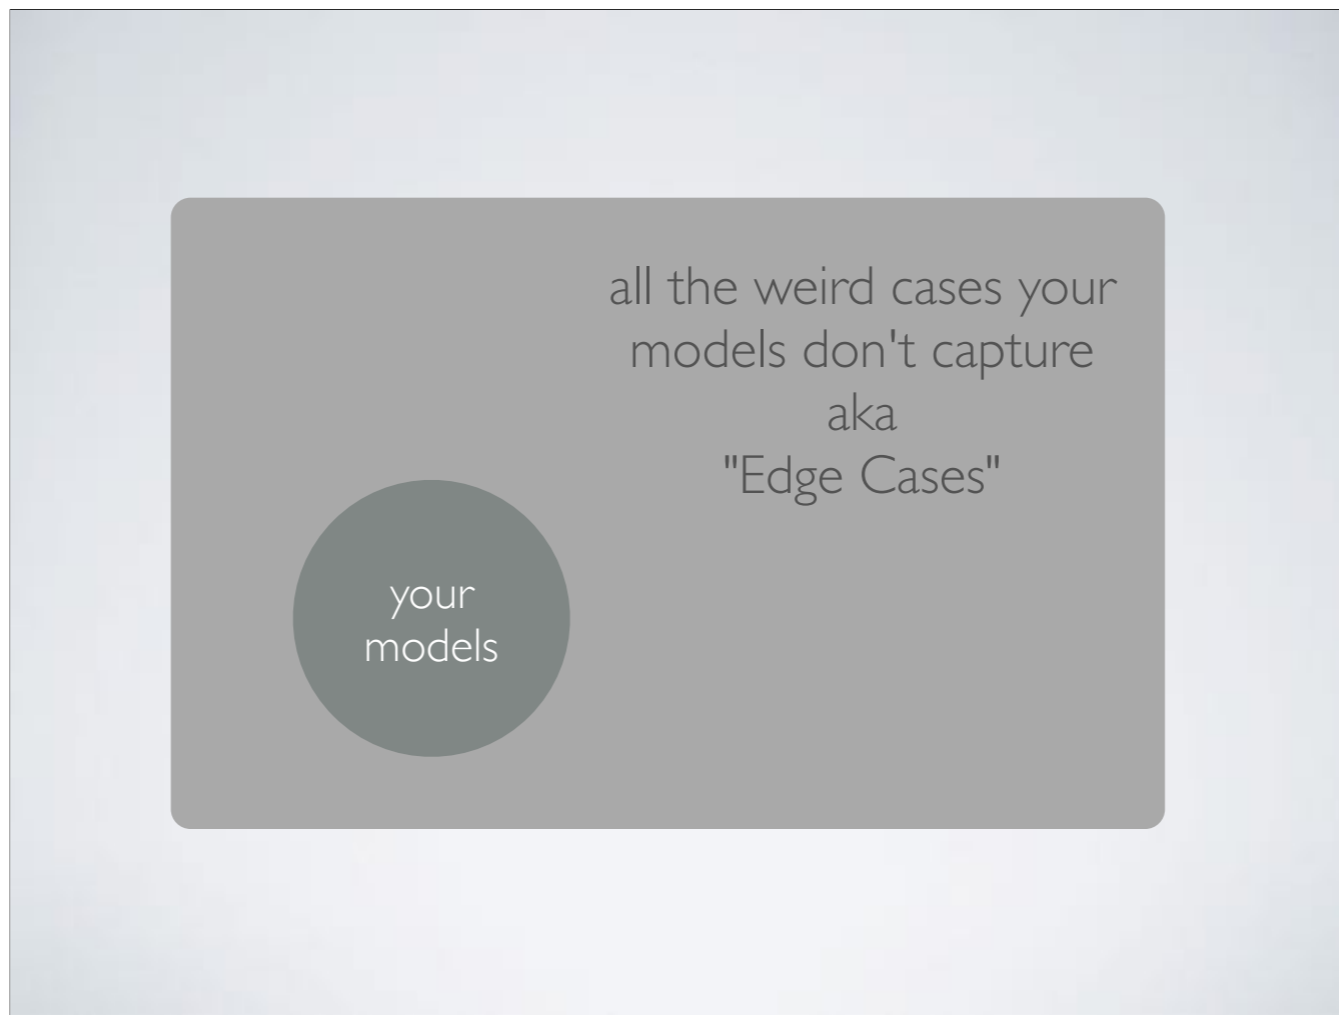 all the weird cases your
models don't capture
aka
"Edge Cases"
your
models